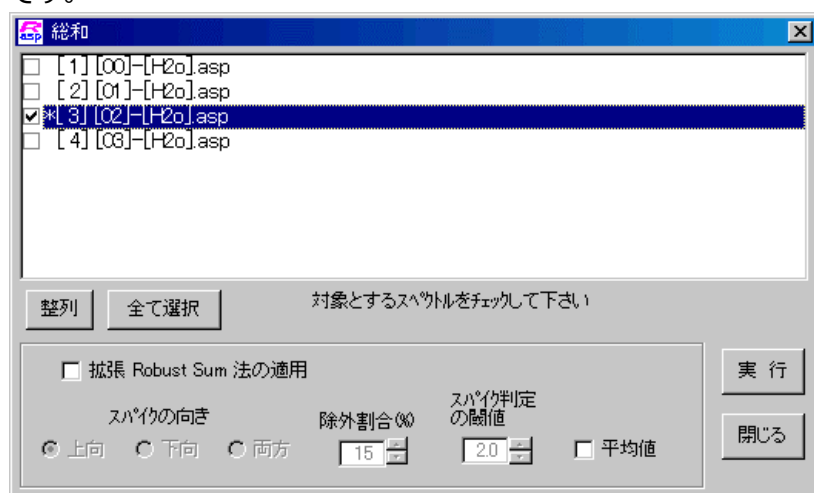 です。
総和
[ 1] [00]-[H2o].asp
[ 2] [01]-[H2o].asp
*[ 3] [02]-[H2o].asp
[ 4] [03]-[H2o].asp
整列 全て選択 対象とするスペクトルをチェックして下さい
拡張 Robust Sum 法の適用
実 行
スパイクの向き 除外割合(%) スパイク判定の閾値
上向 下向 両方 15 2.0 平均値
閉じる